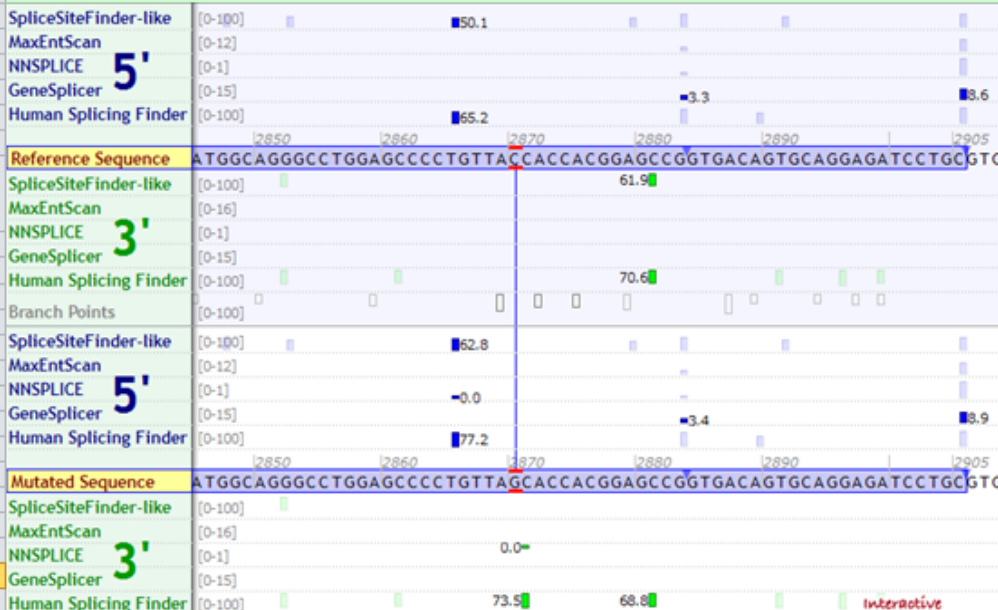 SpliceSiteFinder-like [0-100] 50.1
MaxEntScan [0-12]
NNSPLICE 5' [0-1]
GeneSplicer [0-15] 3.3 8.6
Human Splicing Finder [0-100] 65.2
2850 2860 2870 2880 2890 2905
Reference Sequence ATGGCAGGGCCTGGAGCCCCTGTTACCACCACGGAGCCGGTGACAGTGCAGGAGATCCTGCGTG
SpliceSiteFinder-like [0-100] 61.9
MaxEntScan [0-16]
NNSPLICE 3' [0-1]
GeneSplicer [0-15]
Human Splicing Finder [0-100] 70.6
Branch Points [0-100]
SpliceSiteFinder-like [0-100] 62.8
MaxEntScan [0-12]
NNSPLICE 5' [0-1] 0.0
GeneSplicer [0-15] 3.4 8.9
Human Splicing Finder [0-100] 77.2
2850 2860 2870 2880 2890 2905
Mutated Sequence ATGGCAGGGCCTGGAGCCCCTGTTAGCACCACGGAGCCGGTGACAGTGCAGGAGATCCTGCGTG
SpliceSiteFinder-like [0-100]
MaxEntScan [0-16]
NNSPLICE 3' [0-1] 0.0
GeneSplicer [0-15]
Human Splicing Finder [0-100] 73.5 68.8 Interactive